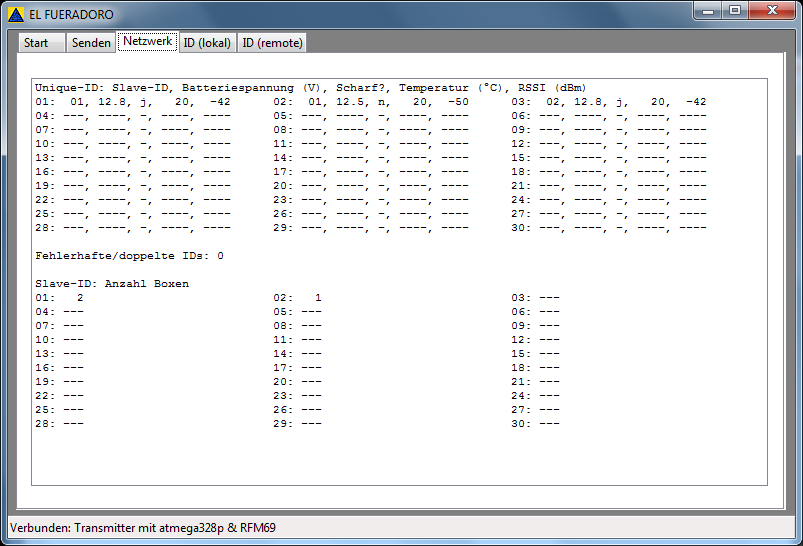 EL FUERADORO
Start Senden Netzwerk ID (lokal) ID (remote)
Unique-ID: Slave-ID, Batteriespannung (V), Scharf?, Temperatur (°C), RSSI (dBm)
01:  01, 12.8, j,   20,  -42      02:  01, 12.5, n,   20,  -50      03:  02, 12.8, j,   20,  -42
04: ---, ----, -, ----, ----      05: ---, ----, -, ----, ----      06: ---, ----, -, ----, ----
07: ---, ----, -, ----, ----      08: ---, ----, -, ----, ----      09: ---, ----, -, ----, ----
10: ---, ----, -, ----, ----      11: ---, ----, -, ----, ----      12: ---, ----, -, ----, ----
13: ---, ----, -, ----, ----      14: ---, ----, -, ----, ----      15: ---, ----, -, ----, ----
16: ---, ----, -, ----, ----      17: ---, ----, -, ----, ----      18: ---, ----, -, ----, ----
19: ---, ----, -, ----, ----      20: ---, ----, -, ----, ----      21: ---, ----, -, ----, ----
22: ---, ----, -, ----, ----      23: ---, ----, -, ----, ----      24: ---, ----, -, ----, ----
25: ---, ----, -, ----, ----      26: ---, ----, -, ----, ----      27: ---, ----, -, ----, ----
28: ---, ----, -, ----, ----      29: ---, ----, -, ----, ----      30: ---, ----, -, ----, ----
Fehlerhafte/doppelte IDs: 0
Slave-ID: Anzahl Boxen
01:   2                           02:   1                           03: ---
04: ---                           05: ---                           06: ---
07: ---                           08: ---                           09: ---
10: ---                           11: ---                           12: ---
13: ---                           14: ---                           15: ---
16: ---                           17: ---                           18: ---
19: ---                           20: ---                           21: ---
22: ---                           23: ---                           24: ---
25: ---                           26: ---                           27: ---
28: ---                           29: ---                           30: ---
Verbunden: Transmitter mit atmega328p & RFM69